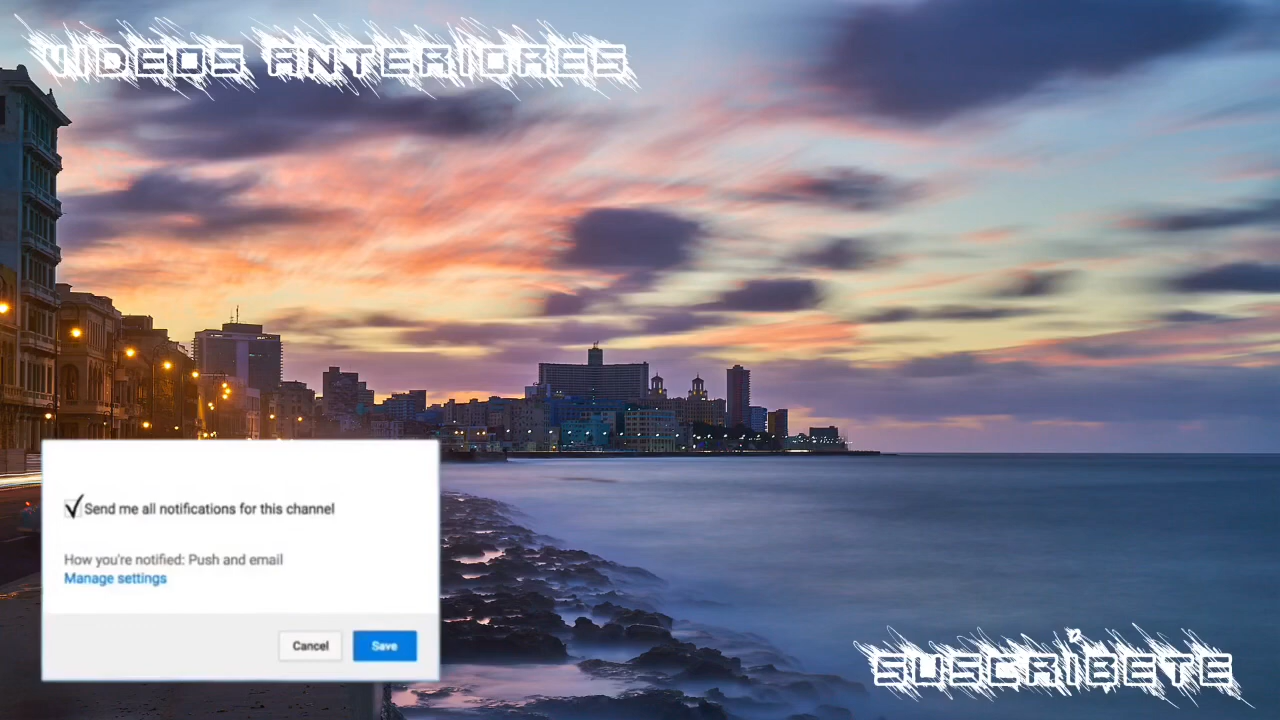 VIDEOS ANTERIORES
Send me all notifications for this channel
How you're notified: Push and email
Manage settings
Cancel Save
SUSCRÍBETE